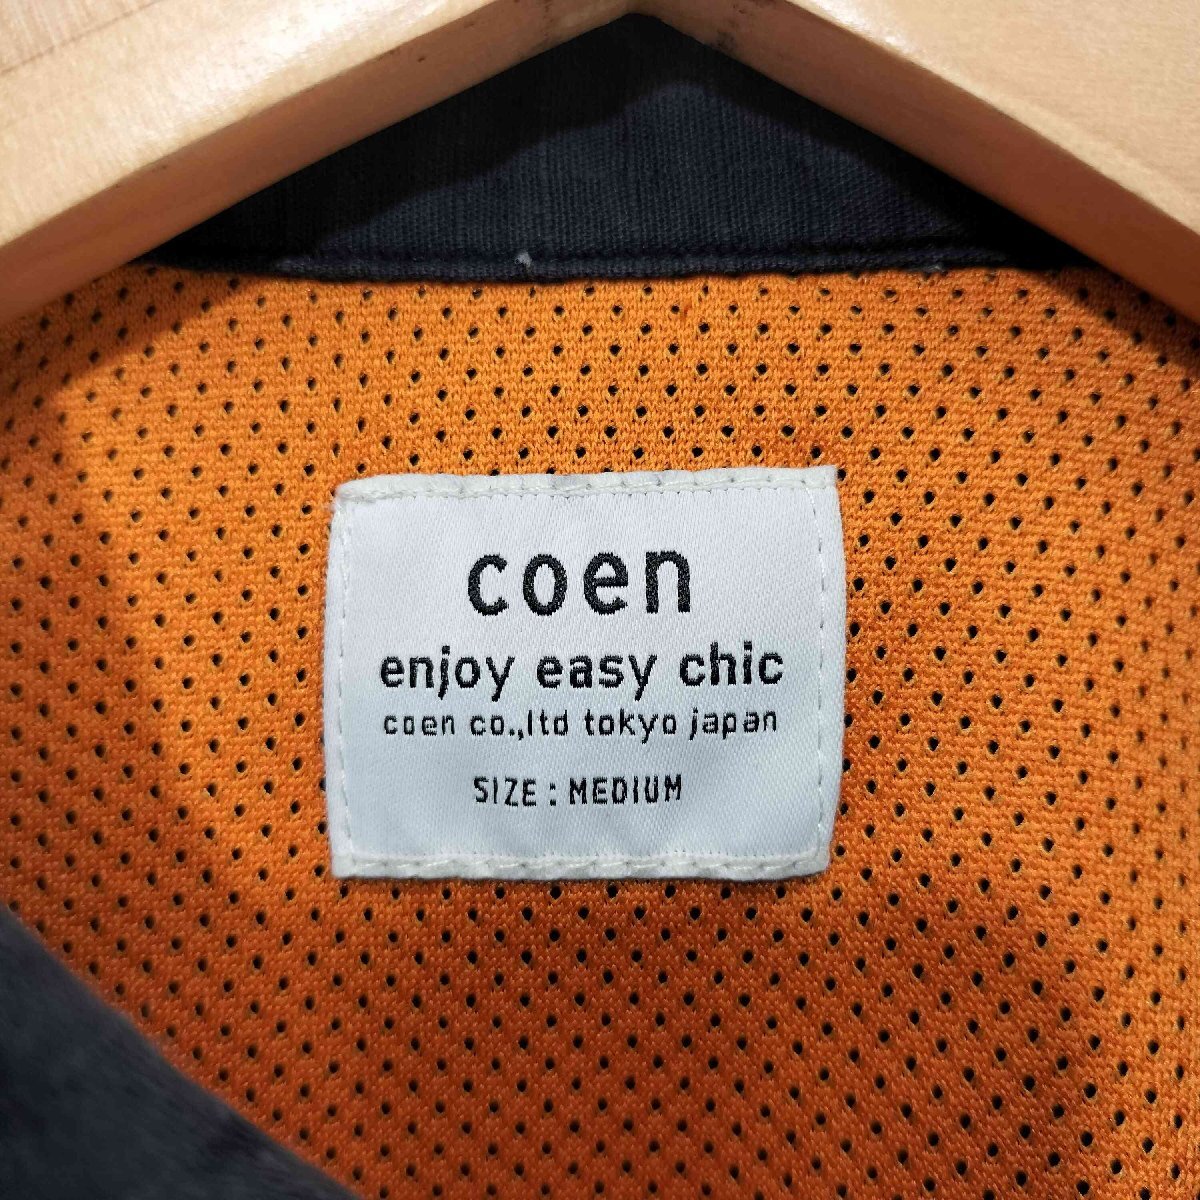 coen
enjoy easy chic
coen co.,ltd tokyo japan
SIZE : MEDIUM